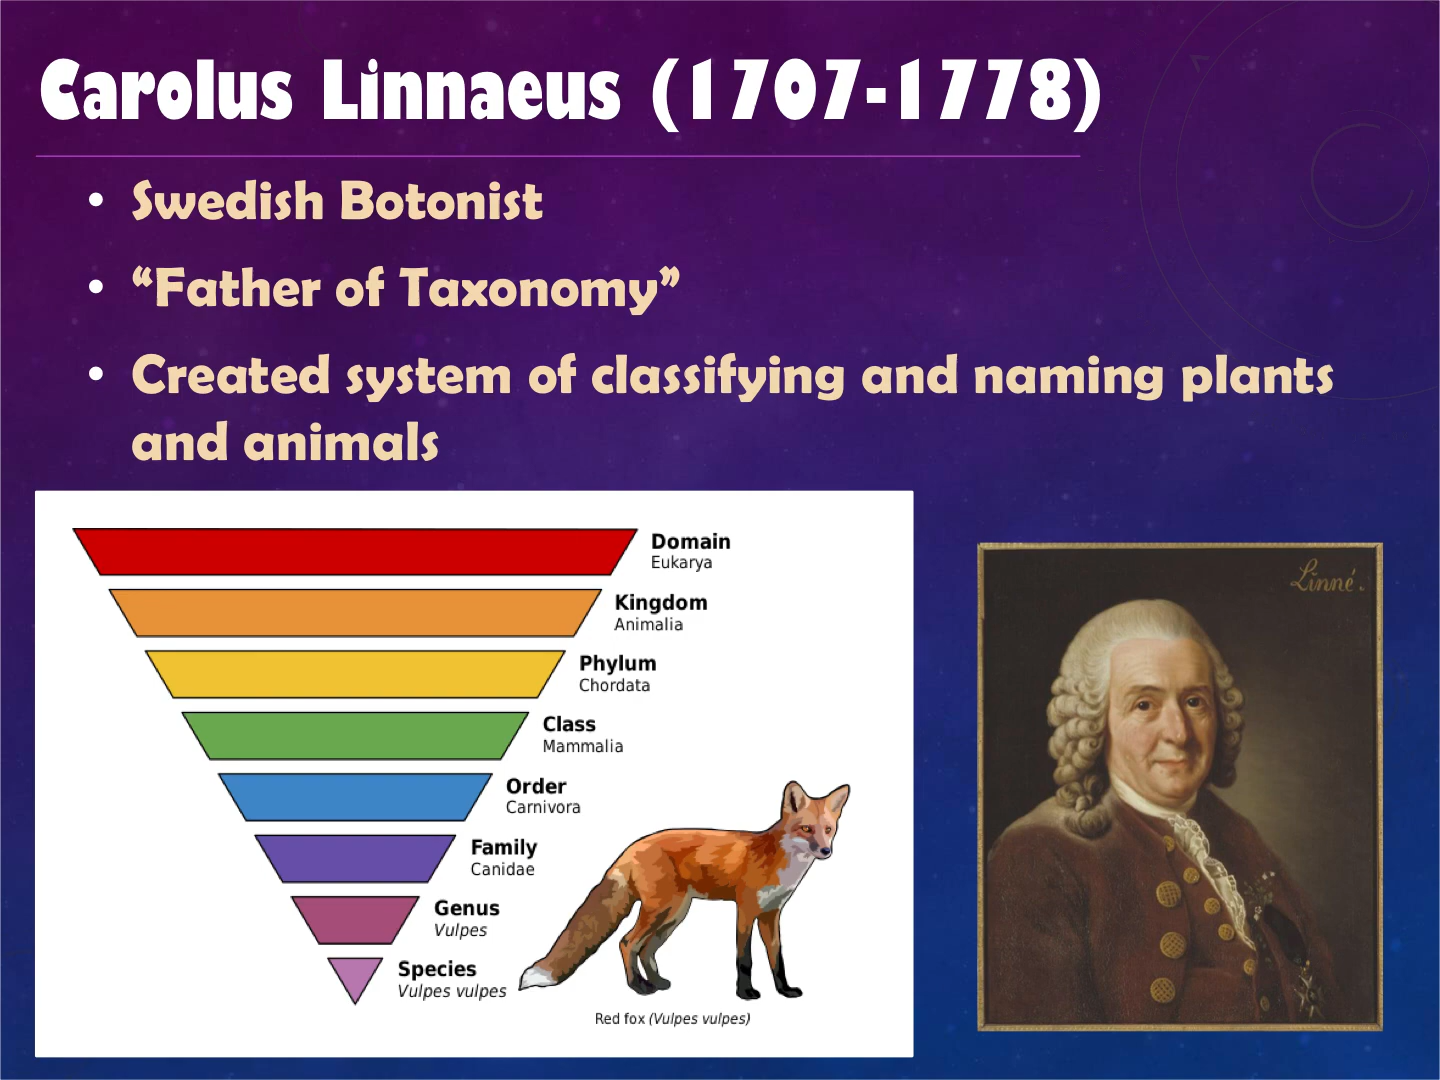 Carolus Linnaeus (1707-1778)
• Swedish Botonist
• “Father of Taxonomy”
• Created system of classifying and naming plants
and animals
Domain
Eukarya
Kingdom
Animalia
Phylum
Chordata
Class
Mammalia
Order
Carnivora
Family
Canidae
Genus
Vulpes
Species
Vulpes vulpes
Red fox (Vulpes vulpes)
Linné.